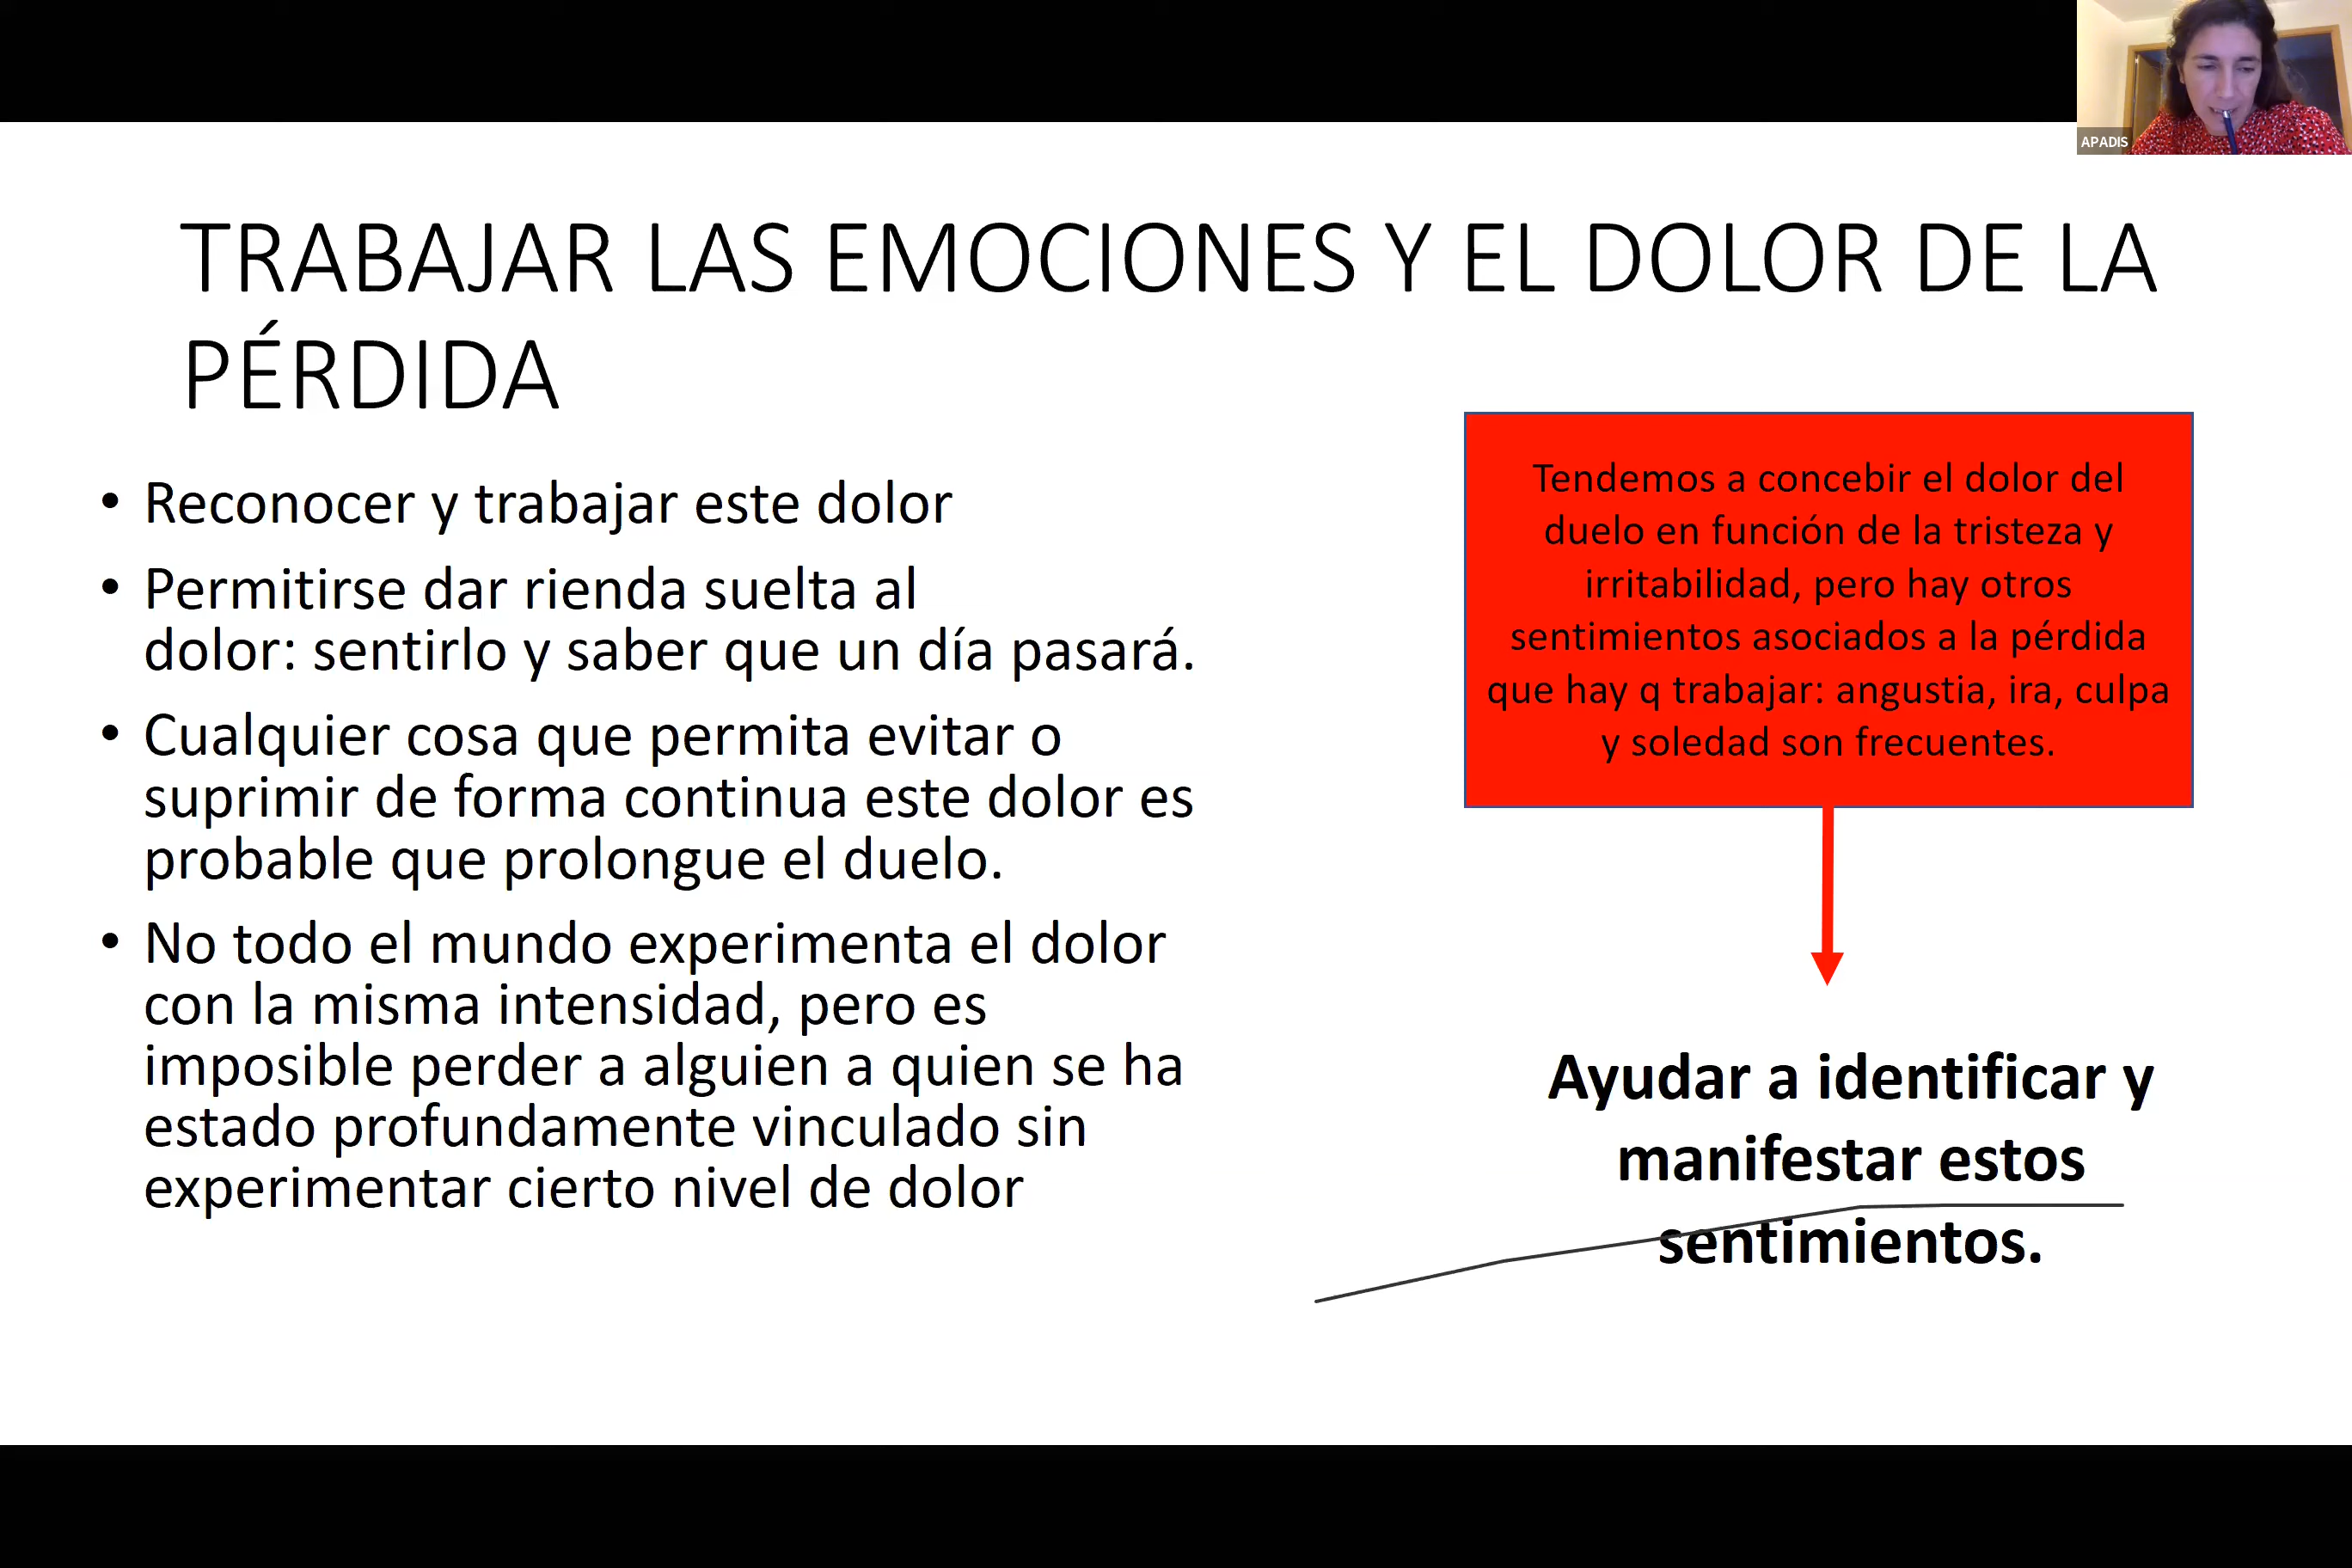 APADIS
TRABAJAR LAS EMOCIONES Y EL DOLOR DE LA
PÉRDIDA
• Reconocer y trabajar este dolor
• Permitirse dar rienda suelta al
dolor: sentirlo y saber que un día pasará.
• Cualquier cosa que permita evitar o
suprimir de forma continua este dolor es
probable que prolongue el duelo.
• No todo el mundo experimenta el dolor
con la misma intensidad, pero es
imposible perder a alguien a quien se ha
estado profundamente vinculado sin
experimentar cierto nivel de dolor
Tendemos a concebir el dolor del
duelo en función de la tristeza y
irritabilidad, pero hay otros
sentimientos asociados a la pérdida
que hay q trabajar: angustia, ira, culpa
y soledad son frecuentes.
Ayudar a identificar y
manifestar estos
sentimientos.